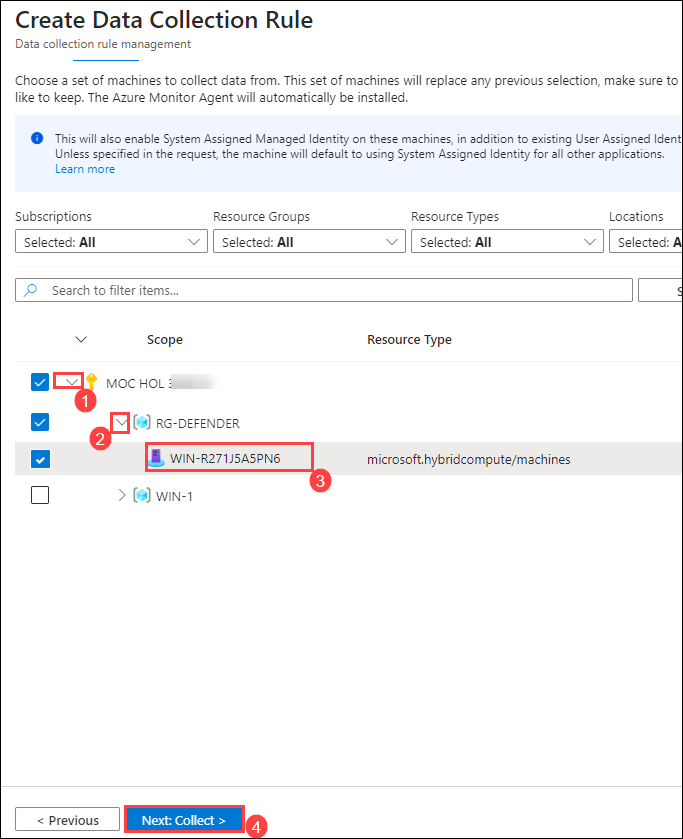 Create Data Collection Rule
Data collection rule management
Choose a set of machines to collect data from. This set of machines will replace any previous selection, make sure to
like to keep. The Azure Monitor Agent will automatically be installed.
This will also enable System Assigned Managed Identity on these machines, in addition to existing User Assigned Ident
Unless specified in the request, the machine will default to using System Assigned Identity for all other applications.
Learn more
Subscriptions Resource Groups Resource Types Locations
Selected: All Selected: All Selected: All Selected: A
Search to filter items...
Scope Resource Type
MOC HOL
1
2 RG-DEFENDER
WIN-R271J5A5PN6 microsoft.hybridcompute/machines
3
WIN-1
< Previous Next: Collect >
4